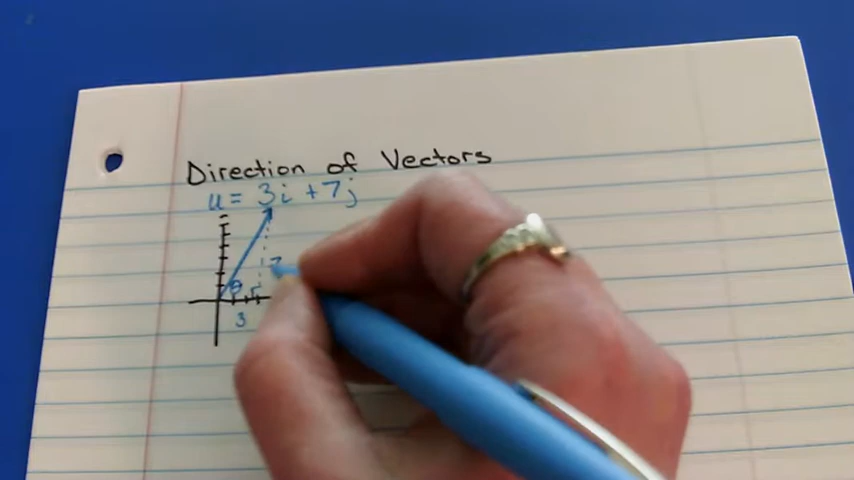 Direction of Vectors
u = 3i + 7j
7
θ
3